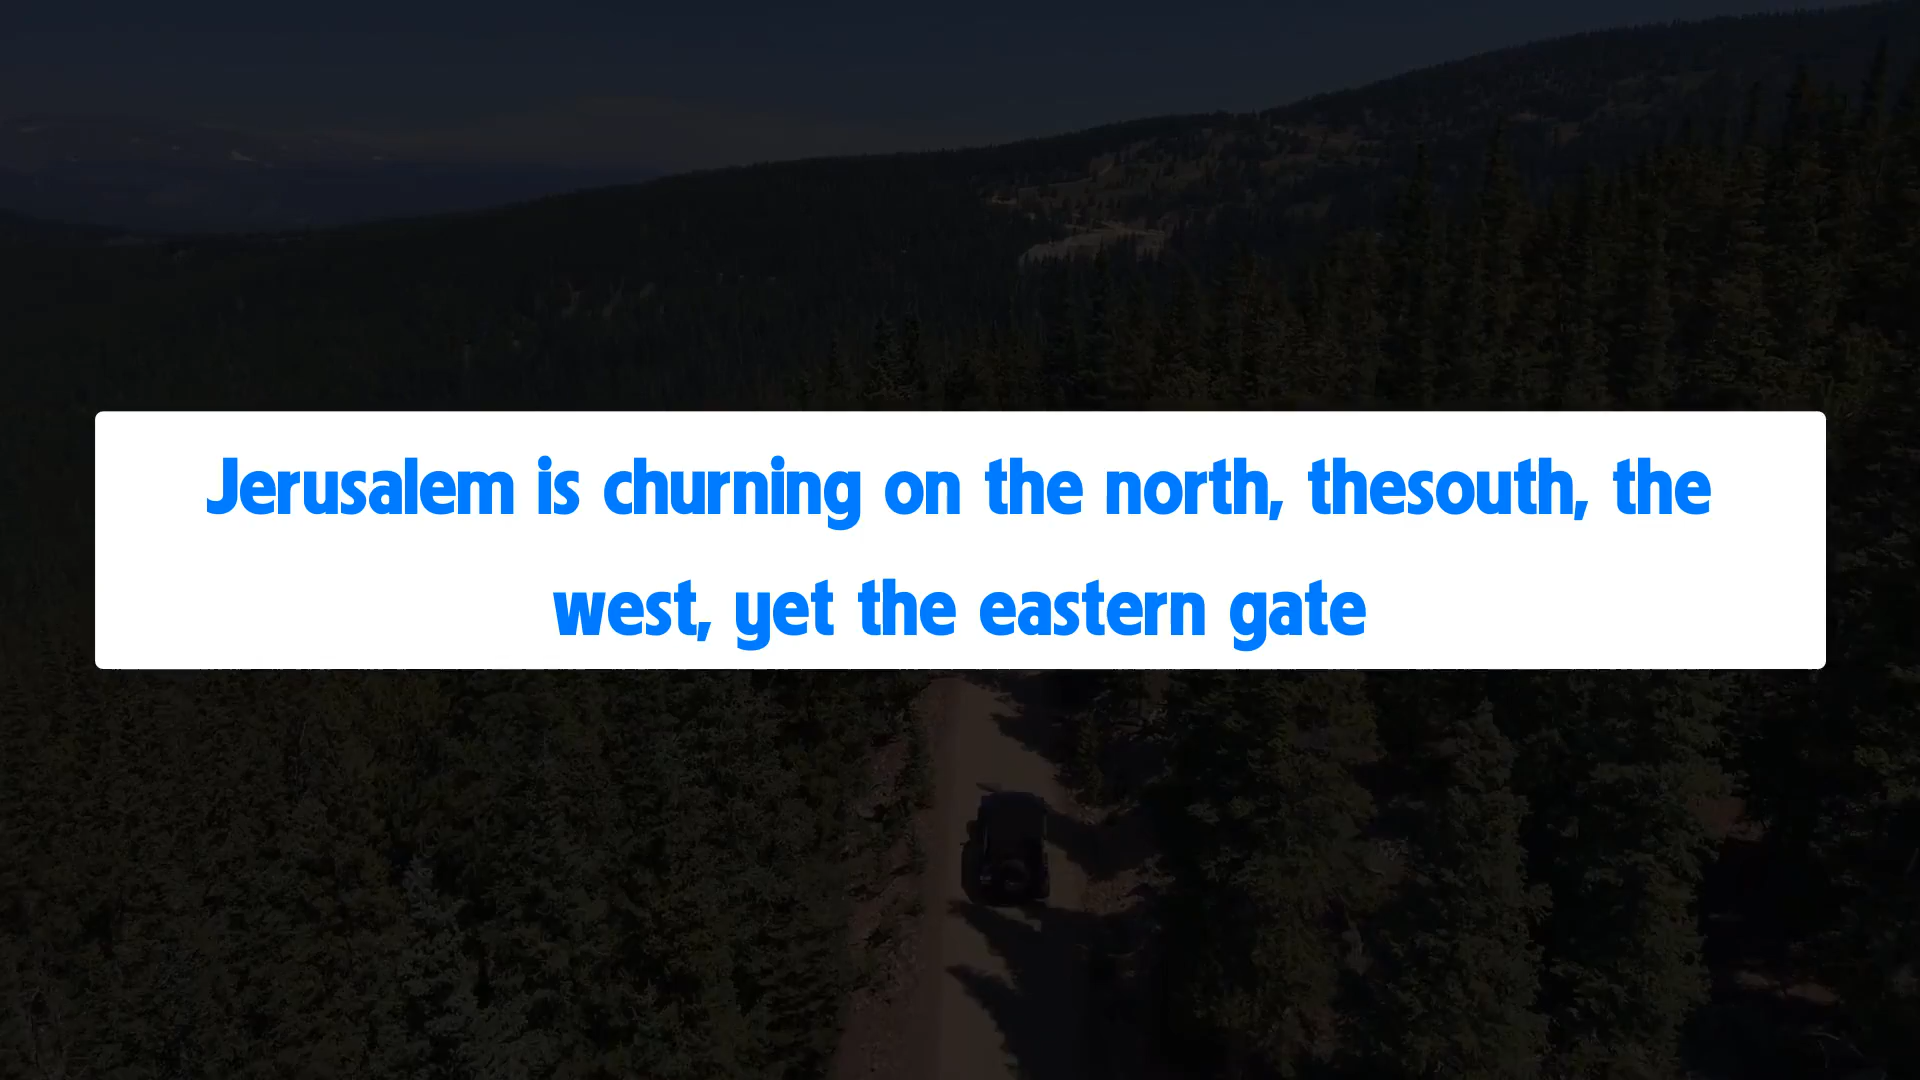 Jerusalem is churning on the north, thesouth, the
west, yet the eastern gate